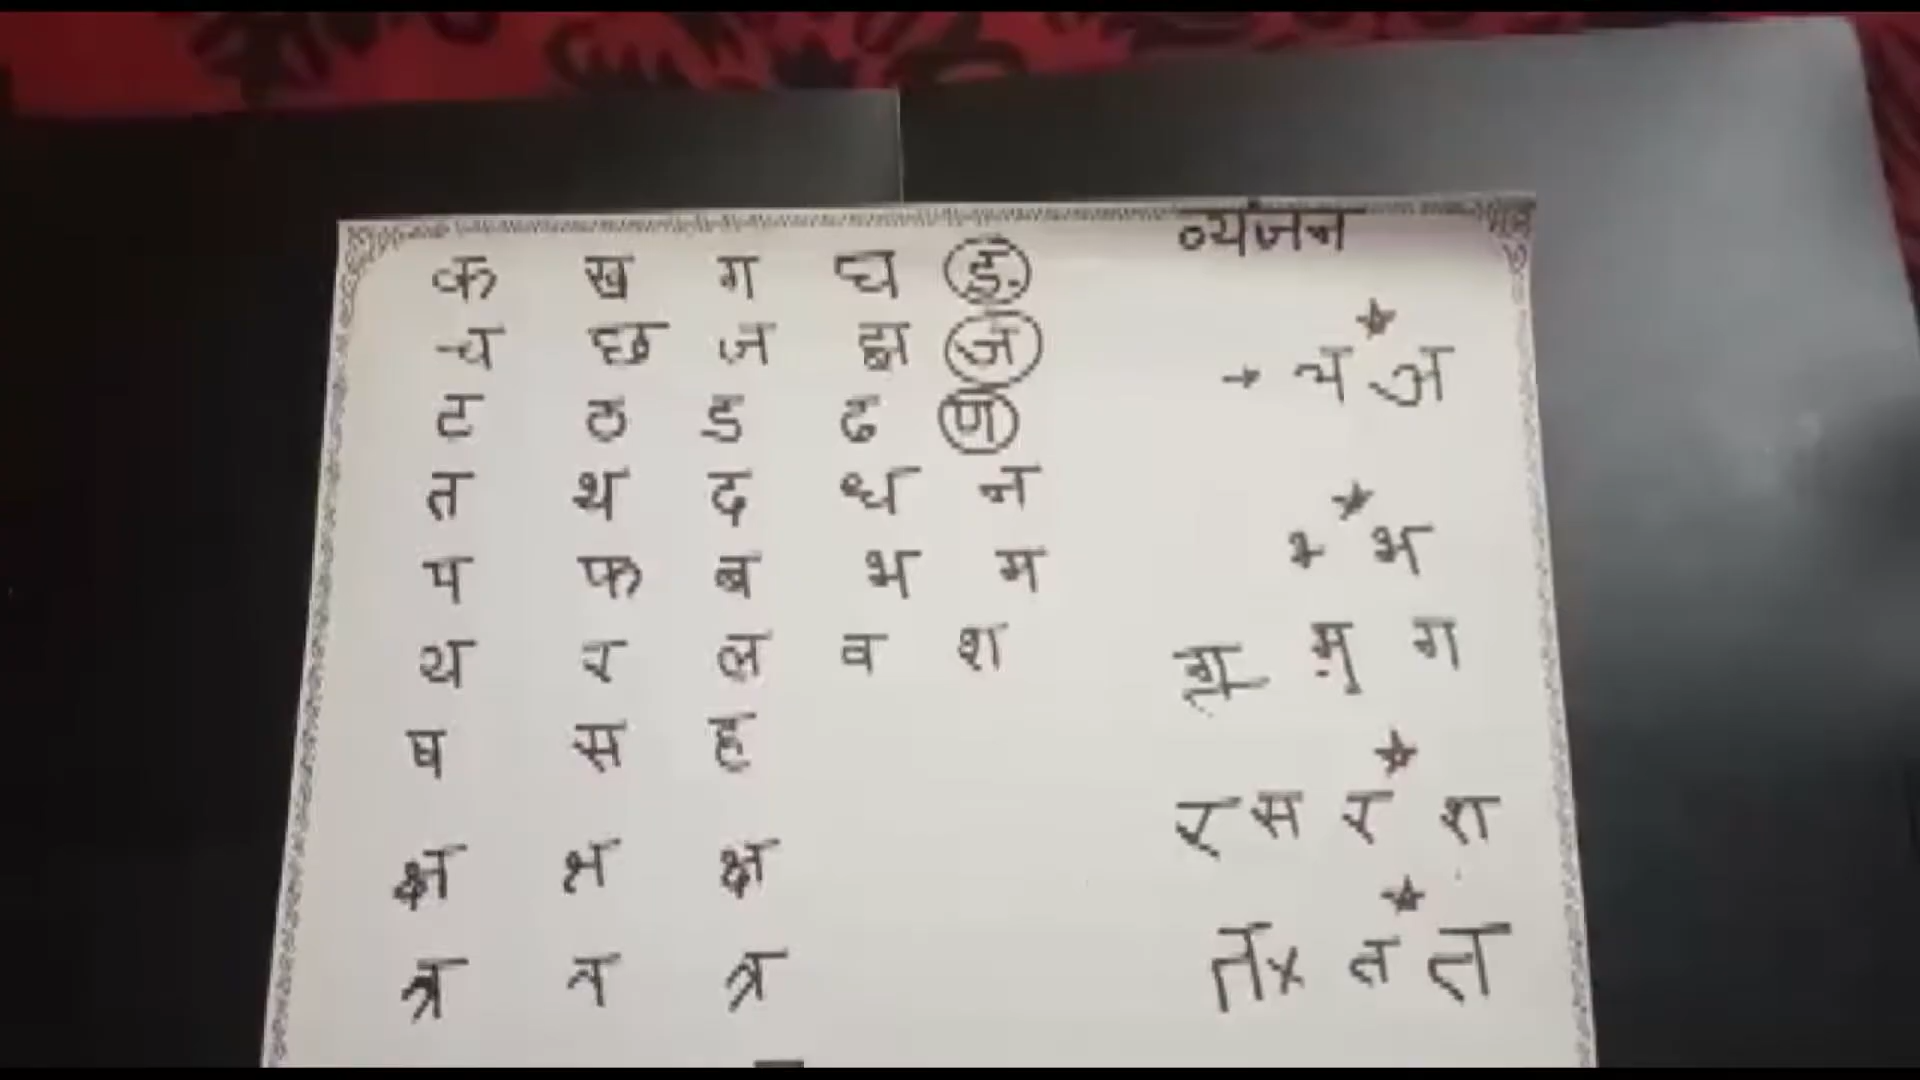 व्यंजन
क ख ग घ ङ
च छ ज झ ञ
ट ठ ड ढ ण
त थ द ध न
प फ ब भ म
य र ल व श
ष स ह
क्ष क्ष
त्र त्र
भ
म ग
र स र श
त त